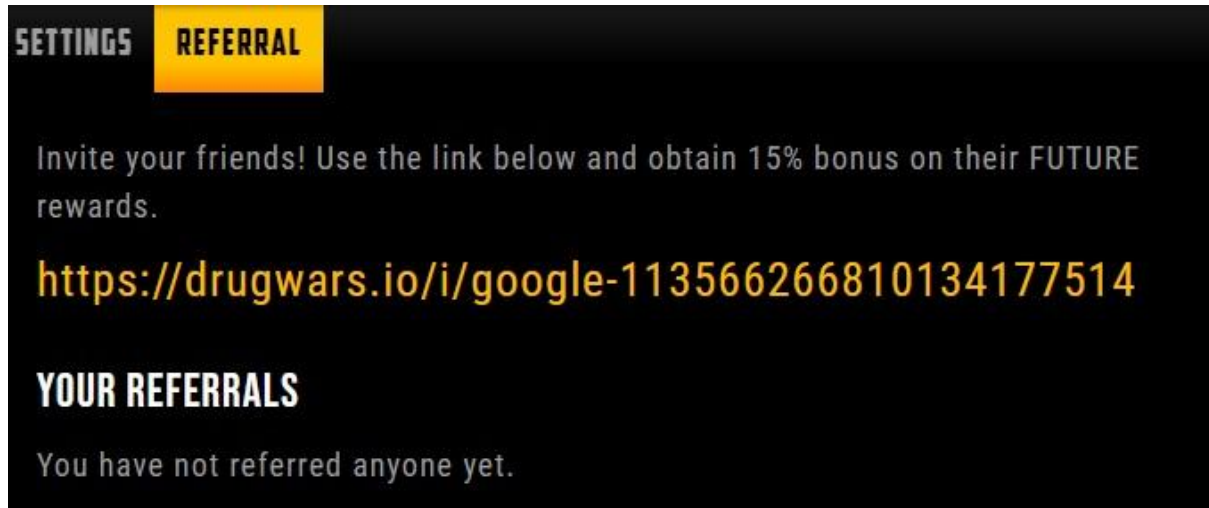 SETTINGS REFERRAL
Invite your friends! Use the link below and obtain 15% bonus on their FUTURE
rewards.
https://drugwars.io/i/google-113566266810134177514
YOUR REFERRALS
You have not referred anyone yet.